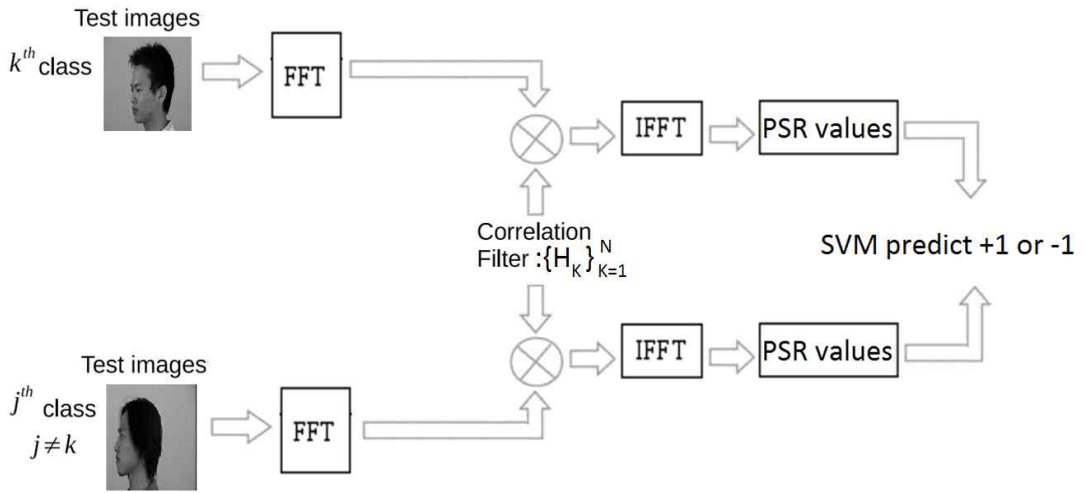 Test images
k^th class
FFT
IFFT
PSR values
Correlation
Filter :{H_K}_{K=1}^N
SVM predict +1 or -1
Test images
j^th class
j≠k
FFT
IFFT
PSR values